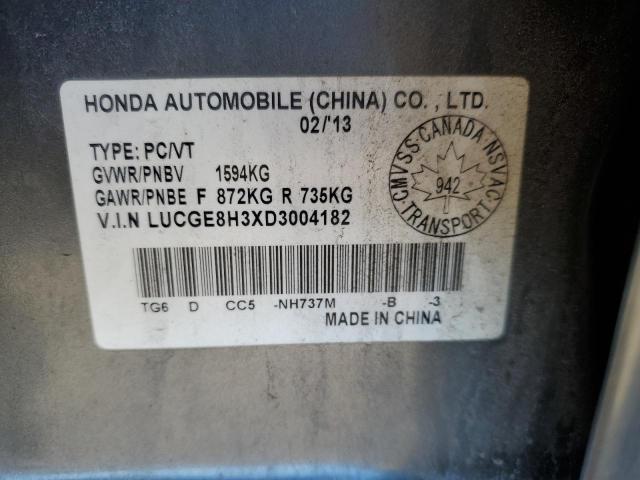 HONDA AUTOMOBILE (CHINA) CO., LTD.
02/'13
TYPE: PC/VT
GVWR/PNBV 1594KG
GAWR/PNBE F 872KG R 735KG
V.I.N LUCGE8H3XD3004182
CMVSS CANADA NSVAC
942
TRANSPORT
TG6 D CC5 -NH737M -B -3
MADE IN CHINA